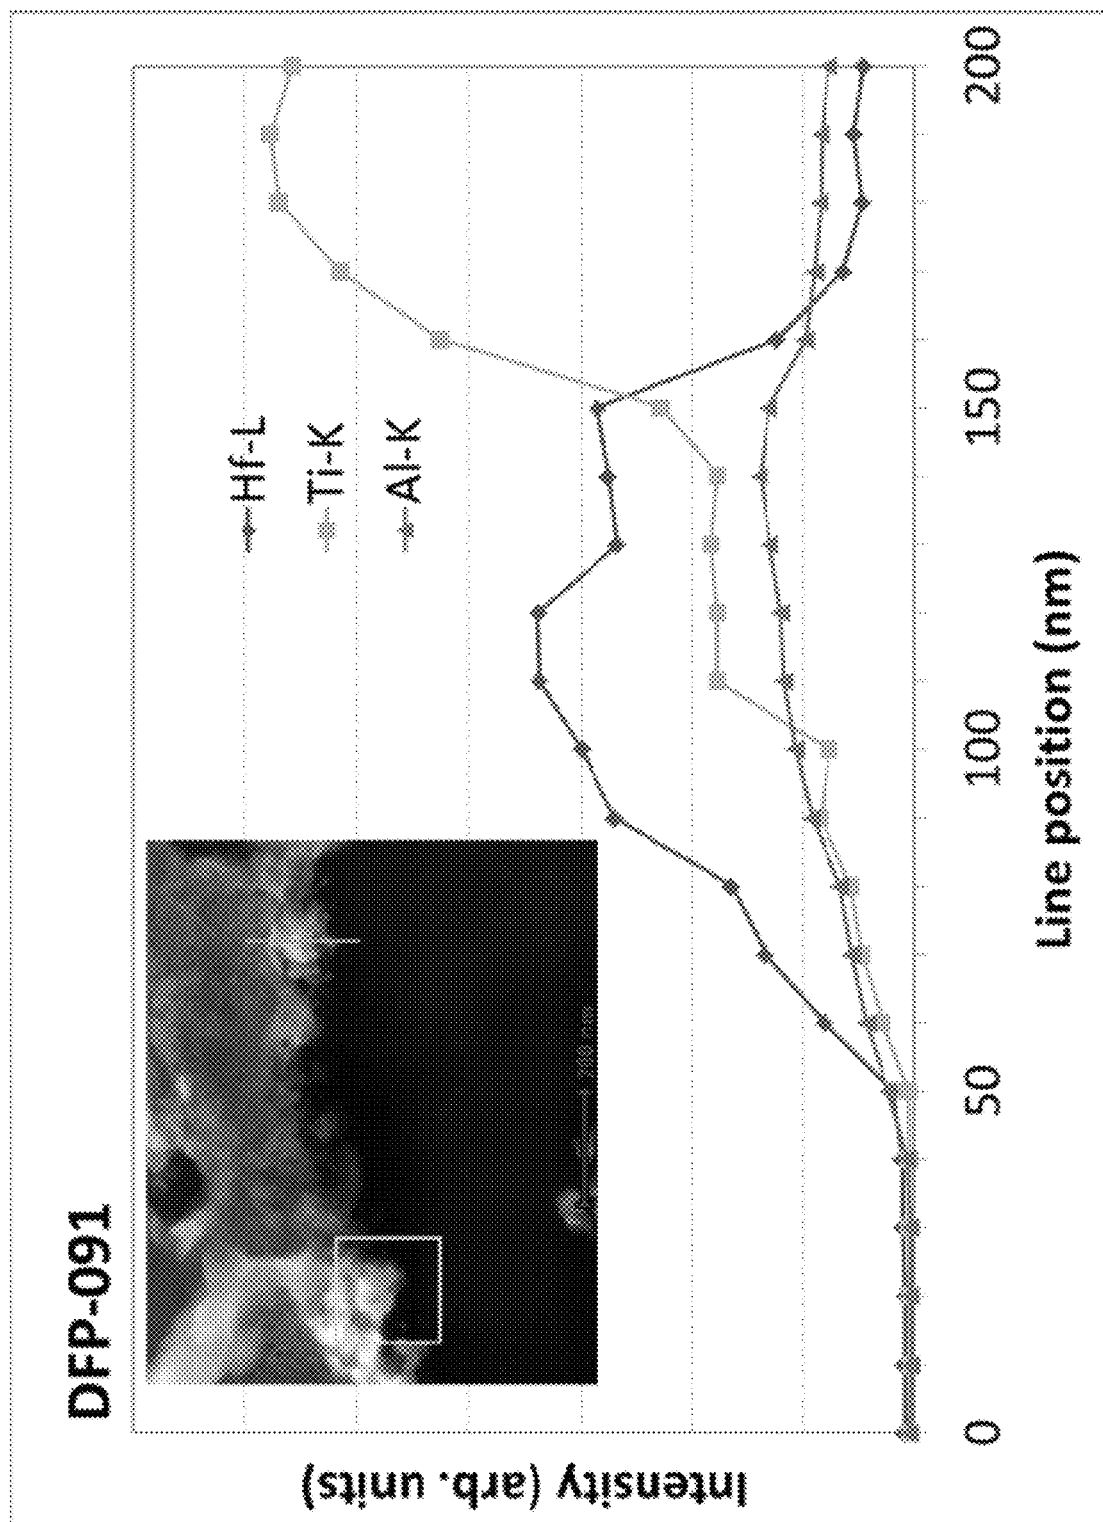 DFP-091
Intensity (arb. units)
Hf-L
Ti-K
Al-K
0 50 100 150 200
Line position (nm)